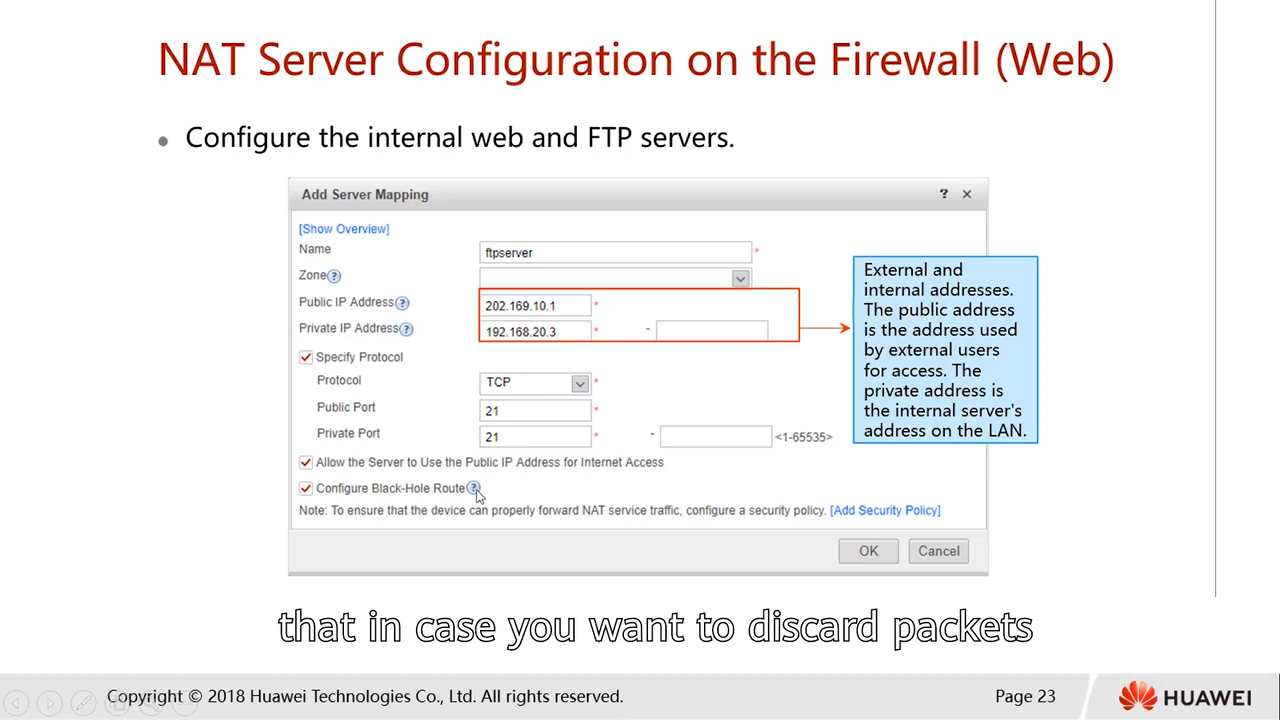 NAT Server Configuration on the Firewall (Web)
• Configure the internal web and FTP servers.
Add Server Mapping ? ×
[Show Overview]
Name ftpserver *
Zone ?
Public IP Address ? 202.169.10.1 *
Private IP Address ? 192.168.20.3 * -
Specify Protocol
Protocol TCP *
Public Port 21 *
Private Port 21 * - <1-65535>
Allow the Server to Use the Public IP Address for Internet Access
Configure Black-Hole Route ?
Note: To ensure that the device can properly forward NAT service traffic, configure a security policy. [Add Security Policy]
OK Cancel
External and
internal addresses.
The public address
is the address used
by external users
for access. The
private address is
the internal server's
address on the LAN.
that in case you want to discard packets
Copyright © 2018 Huawei Technologies Co., Ltd. All rights reserved.
Page 23
HUAWEI